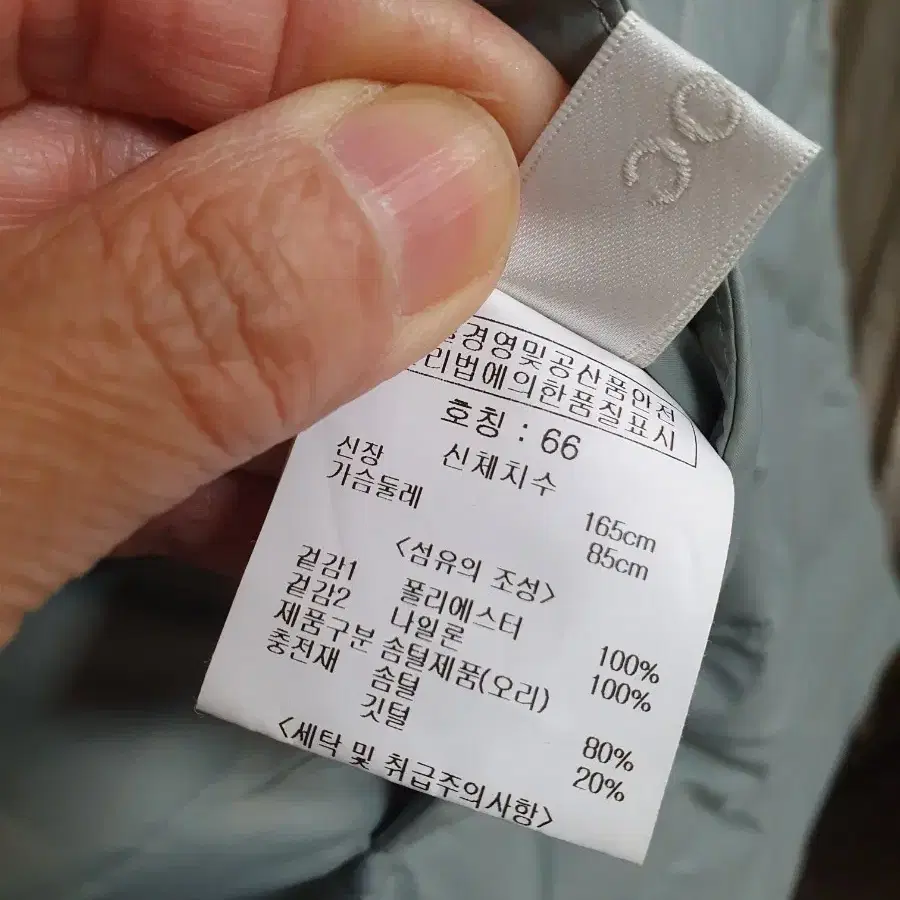 경영및공산품안전
리법에의한품질표시
호칭 : 66
신체치수
신장 165cm
가슴둘레 85cm
<섬유의 조성>
겉감1 폴리에스터 100%
겉감2 나일론 100%
제품구분 솜털제품(오리)
충전재 솜털 80%
깃털 20%
<세탁 및 취급주의사항>